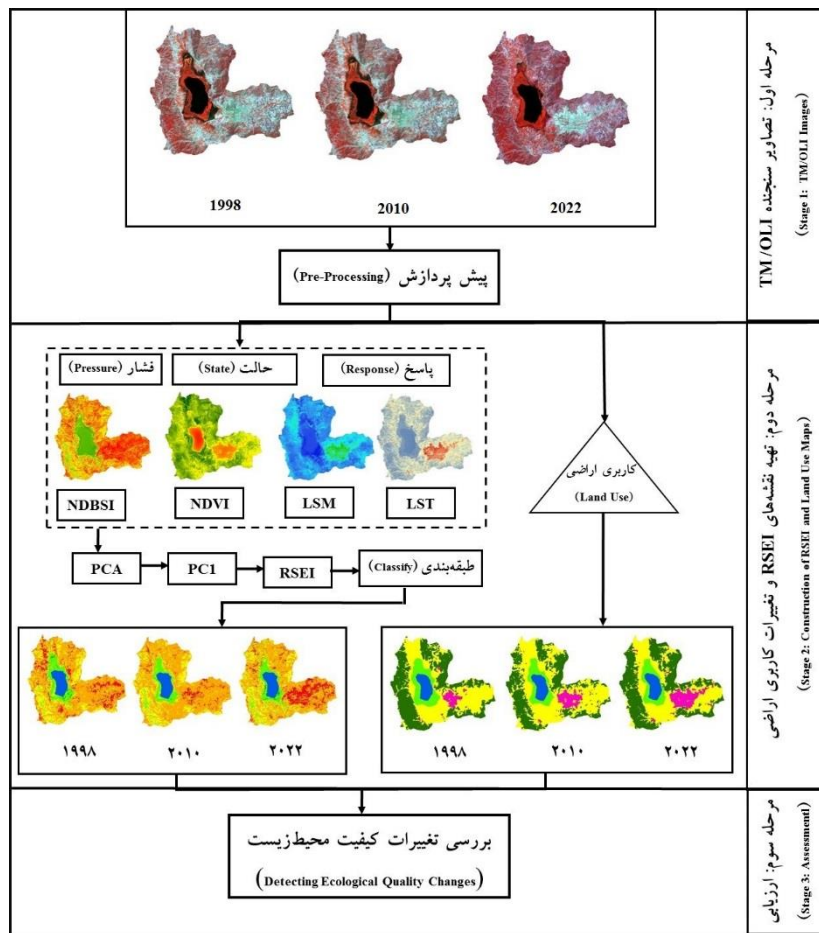 1998
2010
2022
پیش پردازش (Pre-Processing)
مرحله اول: تصاویر سنجنده TM/OLI
(Stage 1: TM/OLI Images)
فشار (Pressure)
حالت (State)
پاسخ (Response)
NDBSI
NDVI
LSM
LST
کاربری اراضی
(Land Use)
PCA
PC1
RSEI
طبقه‌بندی (Classify)
۱۹۹۸
۲۰۱۰
۲۰۲۲
۱۹۹۸
۲۰۱۰
۲۰۲۲
مرحله دوم: تهیه نقشه‌های RSEI و تغییرات کاربری اراضی
(Stage 2: Construction of RSEI and Land Use Maps)
بررسی تغییرات کیفیت محیط‌زیست
(Detecting Ecological Quality Changes)
مرحله سوم: ارزیابی
(Stage 3: Assessmentl)